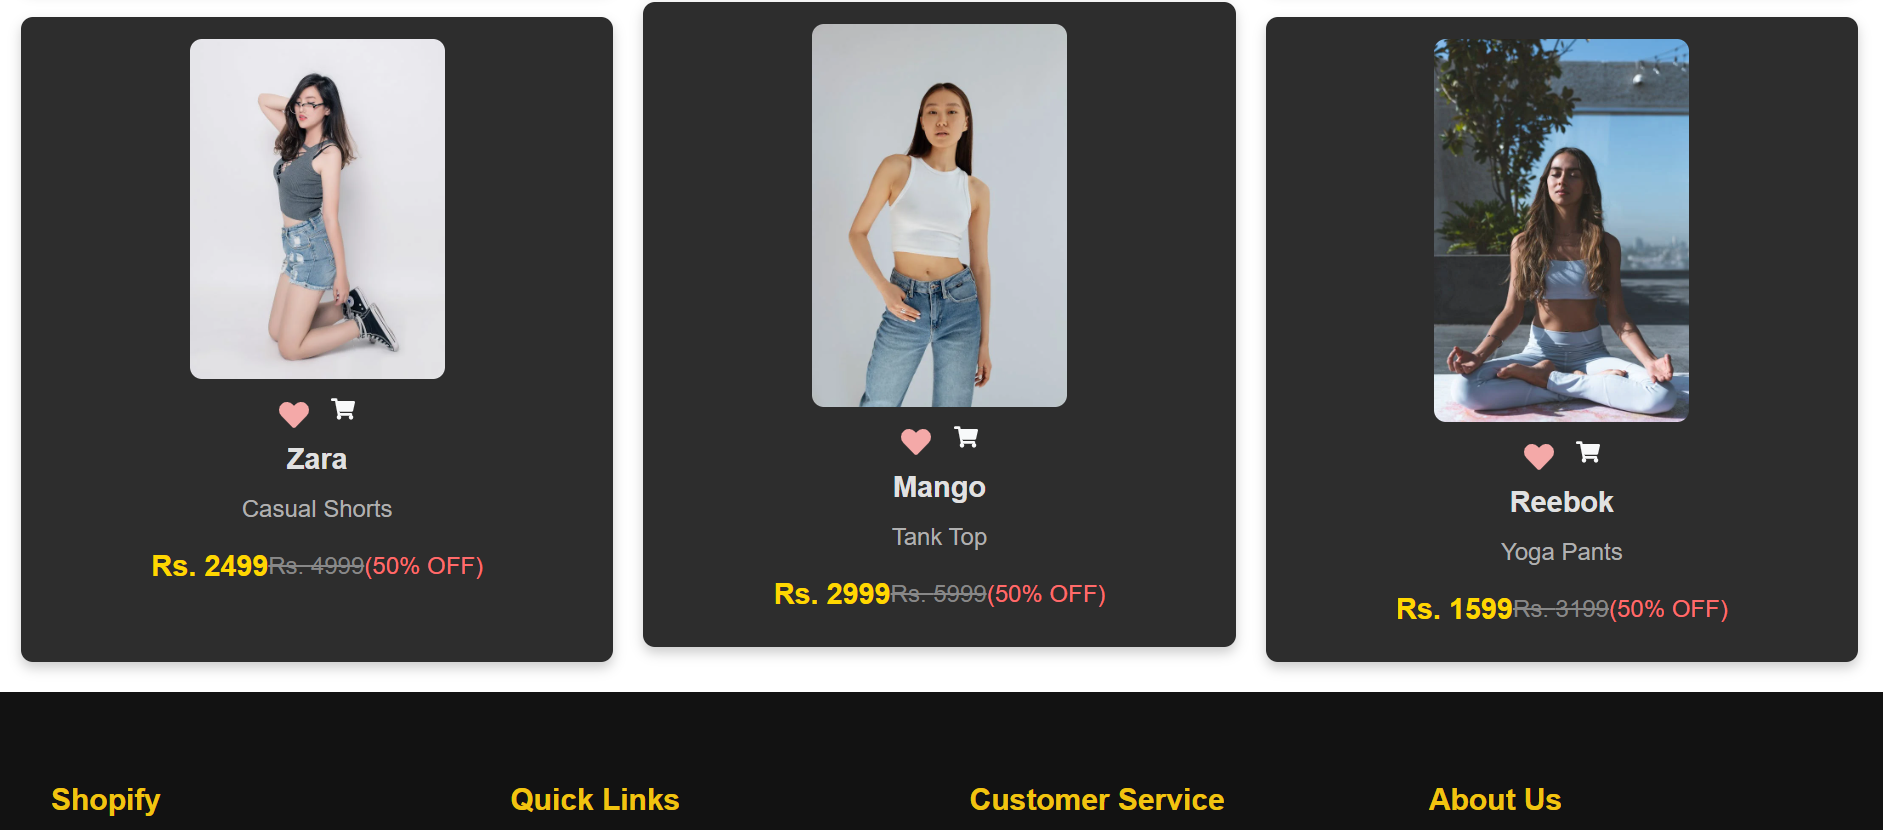 Zara
Casual Shorts
Rs. 2499Rs. 4999(50% OFF)
Mango
Tank Top
Rs. 2999Rs. 5999(50% OFF)
Reebok
Yoga Pants
Rs. 1599Rs. 3199(50% OFF)
Shopify
Quick Links
Customer Service
About Us